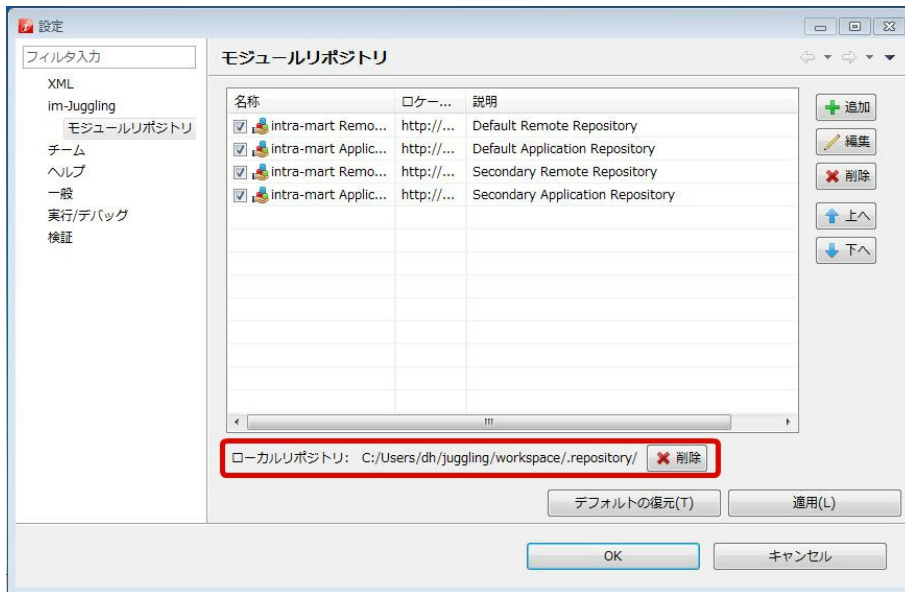 設定
フィルタ入力
XML
im-Juggling
モジュールリポジトリ
チーム
ヘルプ
一般
実行/デバッグ
検証
モジュールリポジトリ
名称 ロケー... 説明
intra-mart Remo... http://... Default Remote Repository
intra-mart Applic... http://... Default Application Repository
intra-mart Remo... http://... Secondary Remote Repository
intra-mart Applic... http://... Secondary Application Repository
追加
編集
削除
上へ
下へ
ローカルリポジトリ: C:/Users/dh/juggling/workspace/.repository/ 削除
デフォルトの復元(T) 適用(L)
OK キャンセル